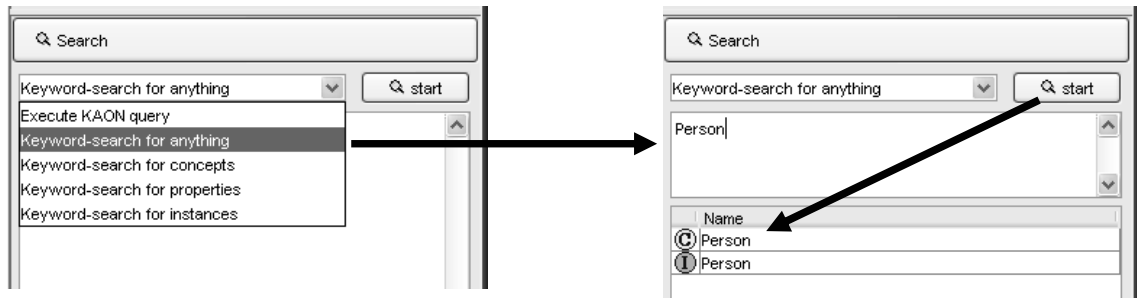 Search
Keyword-search for anything
start
Execute KAON query
Keyword-search for anything
Keyword-search for concepts
Keyword-search for properties
Keyword-search for instances
Search
Keyword-search for anything
start
Person
Name
C Person
I Person